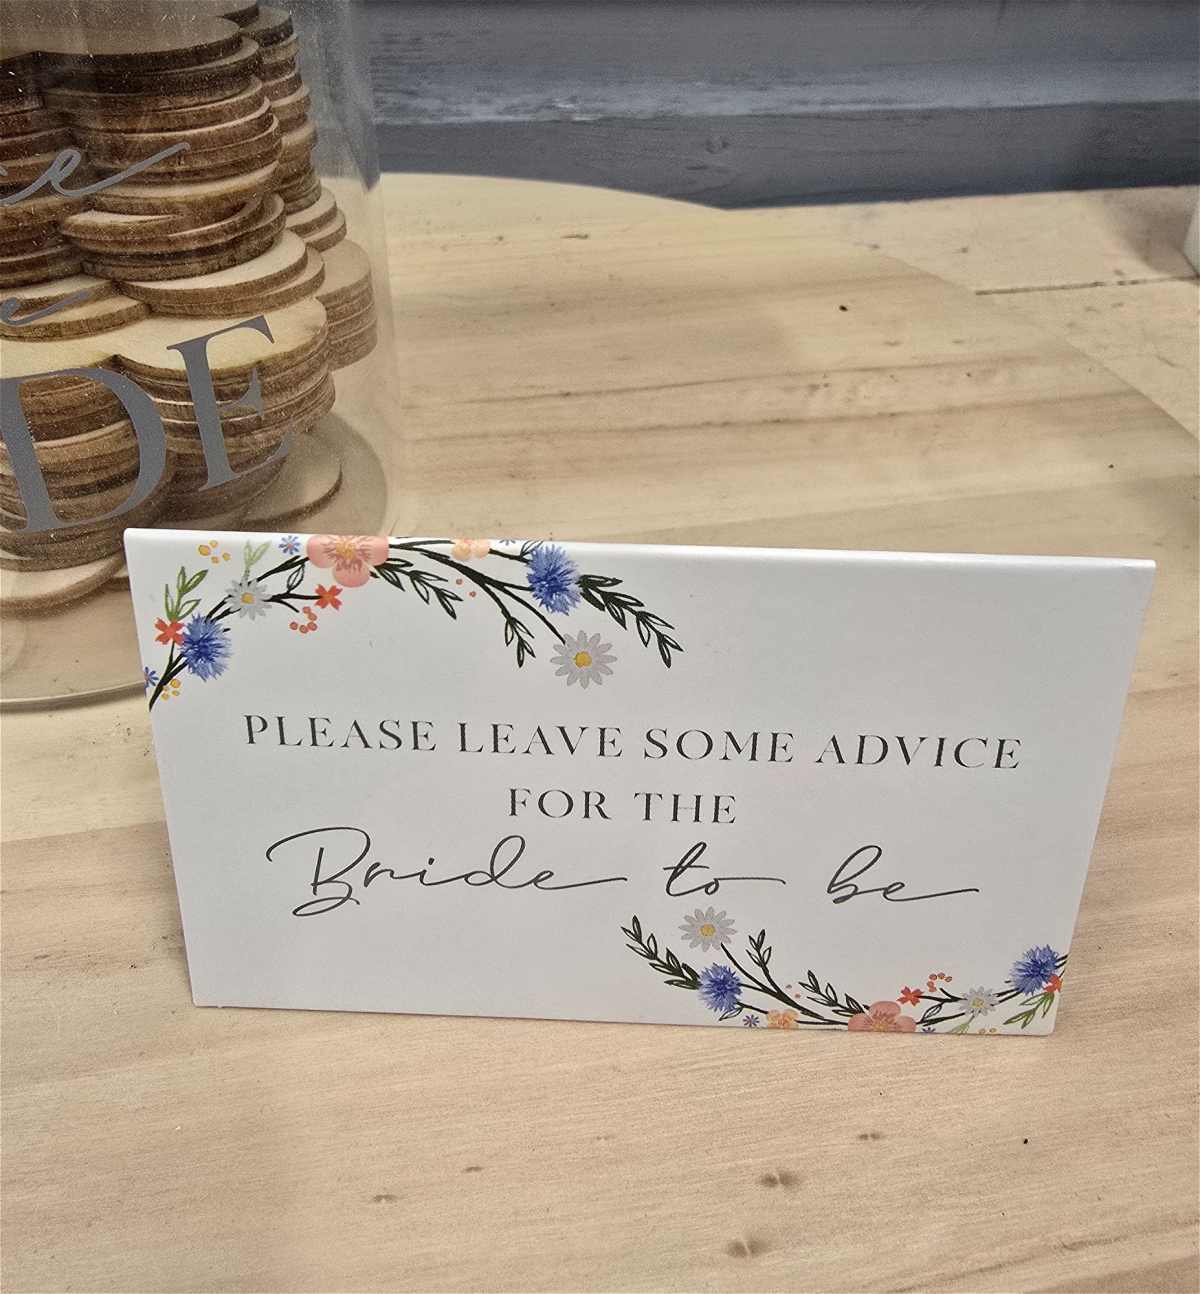 PLEASE LEAVE SOME ADVICE
FOR THE
Bride to be